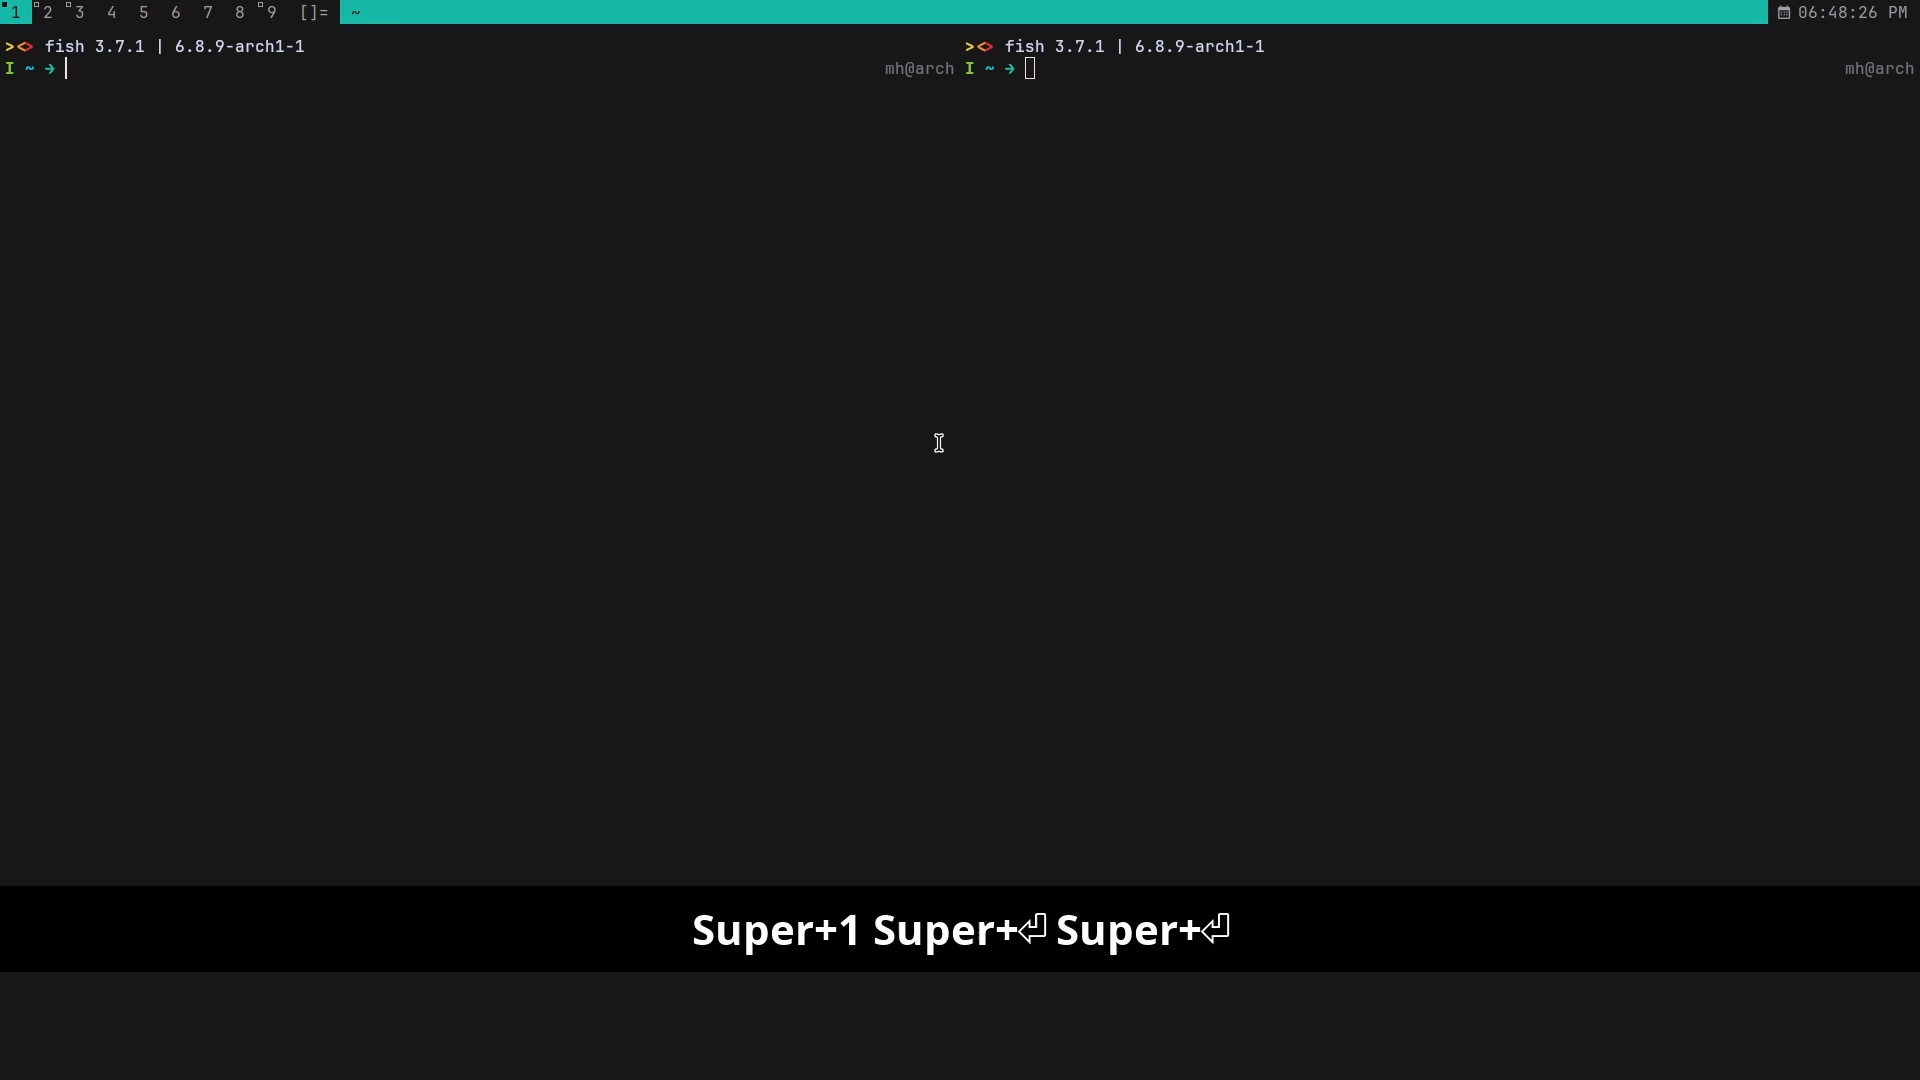 1 2 3 4 5 6 7 8 9 []= ~ 06:48:26 PM
><> fish 3.7.1 | 6.8.9-arch1-1
I ~ → mh@arch
><> fish 3.7.1 | 6.8.9-arch1-1
I ~ → mh@arch
Super+1 Super+⏎ Super+⏎